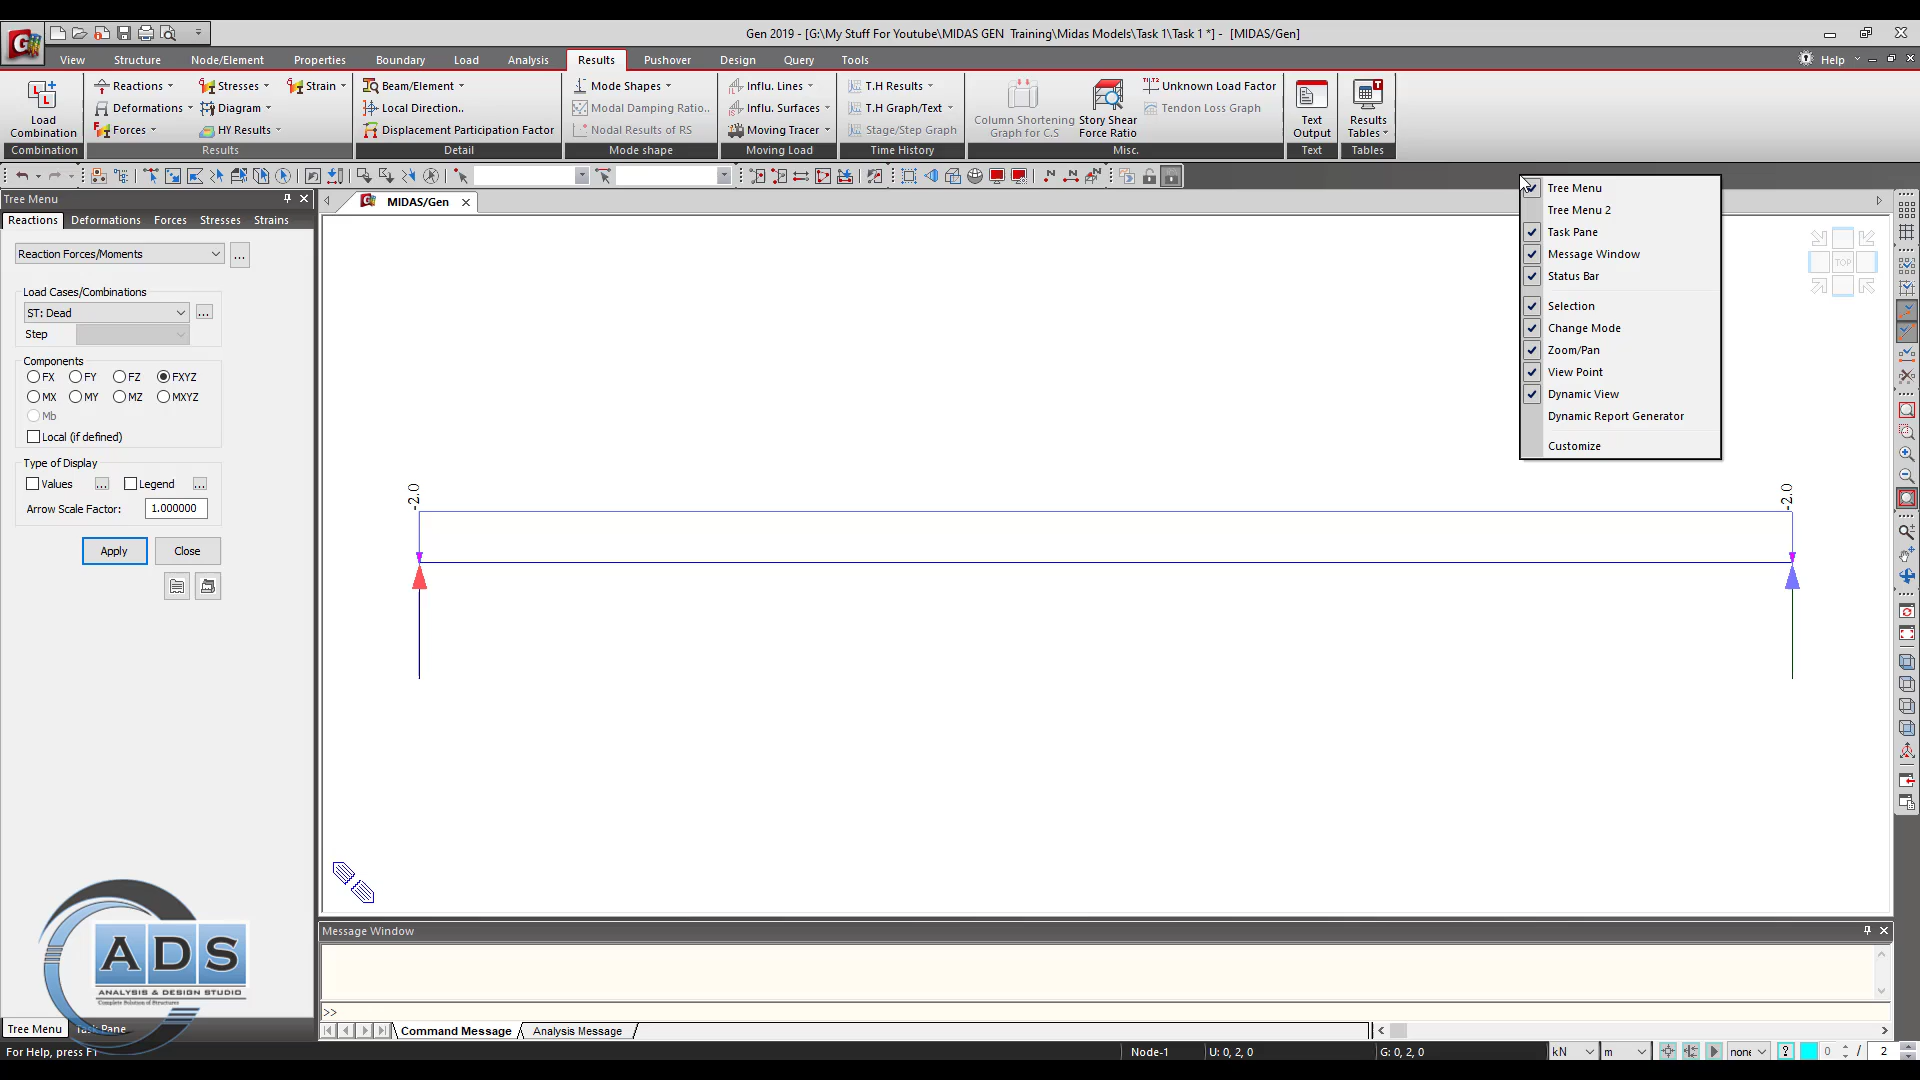 Gen 2019 - [G:\My Stuff For Youtube\MIDAS GEN Training\Midas Models\Task 1\Task 1 *] - [MIDAS/Gen]
View Structure Node/Element Properties Boundary Load Analysis Results Pushover Design Query Tools Help
Reactions Stresses Strain Beam/Element Mode Shapes Influ. Lines T.H Results Unknown Load Factor
Deformations Diagram Local Direction.. Modal Damping Ratio.. Influ. Surfaces T.H Graph/Text Tendon Loss Graph
Forces HY Results Displacement Participation Factor Nodal Results of RS Moving Tracer Stage/Step Graph
Load Combination
Column Shortening Graph for C.S
Story Shear Force Ratio
Text Output
Results Tables
Combination Results Detail Mode shape Moving Load Time History Misc. Text Tables
Tree Menu
MIDAS/Gen
Reactions Deformations Forces Stresses Strains
Reaction Forces/Moments ...
Load Cases/Combinations
ST: Dead ...
Step
Components
FX FY FZ FXYZ
MX MY MZ MXYZ
Mb
Local (if defined)
Type of Display
Values ... Legend ...
Arrow Scale Factor: 1.000000
Apply Close
Tree Menu
Tree Menu 2
Task Pane
Message Window
Status Bar
Selection
Change Mode
Zoom/Pan
View Point
Dynamic View
Dynamic Report Generator
Customize
TOP
-2.0
-2.0
ADS
ANALYSIS & DESIGN STUDIO
Complete Solution of Structures
Message Window
>>
Command Message Analysis Message
Tree Menu Task Pane
For Help, press F1
Node-1 U: 0, 2, 0 G: 0, 2, 0 kN m none ? 0 / 2